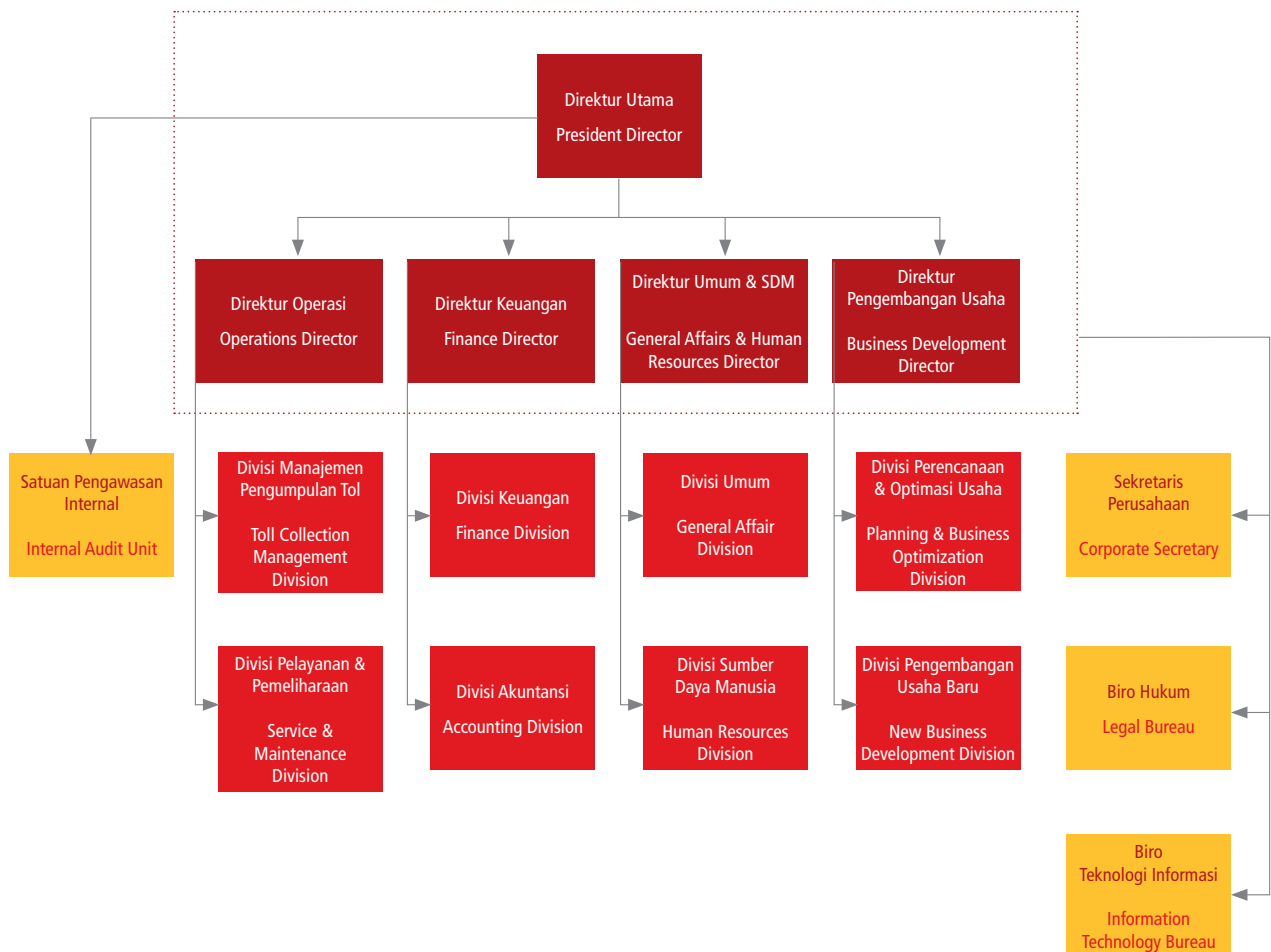 Direktur Utama
President Director
Direktur Operasi
Operations Director
Direktur Keuangan
Finance Director
Direktur Umum & SDM
General Affairs & Human
Resources Director
Direktur
Pengembangan Usaha
Business Development
Director
Satuan Pengawasan
Internal
Internal Audit Unit
Divisi Manajemen
Pengumpulan Tol
Toll Collection
Management
Division
Divisi Keuangan
Finance Division
Divisi Umum
General Affair
Division
Divisi Perencanaan
& Optimasi Usaha
Planning & Business
Optimization
Division
Sekretaris
Perusahaan
Corporate Secretary
Divisi Pelayanan &
Pemeliharaan
Service &
Maintenance
Division
Divisi Akuntansi
Accounting Division
Divisi Sumber
Daya Manusia
Human Resources
Division
Divisi Pengembangan
Usaha Baru
New Business
Development Division
Biro Hukum
Legal Bureau
Biro
Teknologi Informasi
Information
Technology Bureau